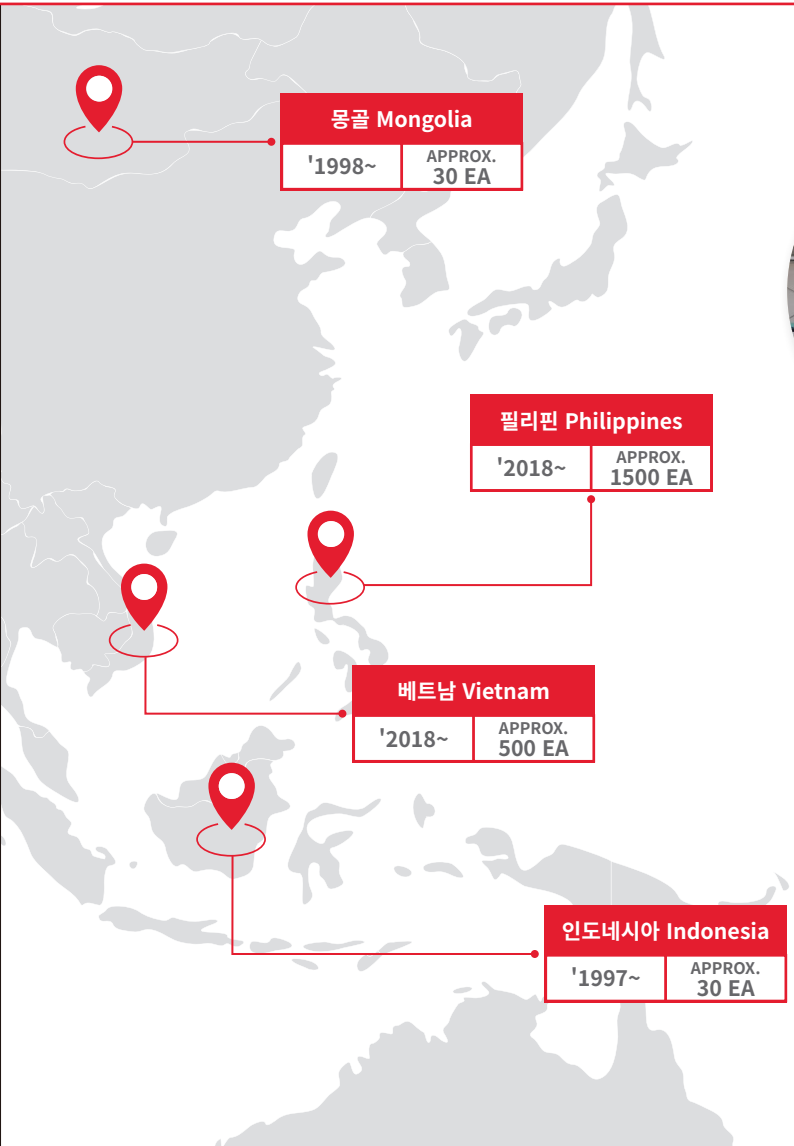 몽골 Mongolia
'1998~
APPROX.
30 EA
필리핀 Philippines
'2018~
APPROX.
1500 EA
베트남 Vietnam
'2018~
APPROX.
500 EA
인도네시아 Indonesia
'1997~
APPROX.
30 EA